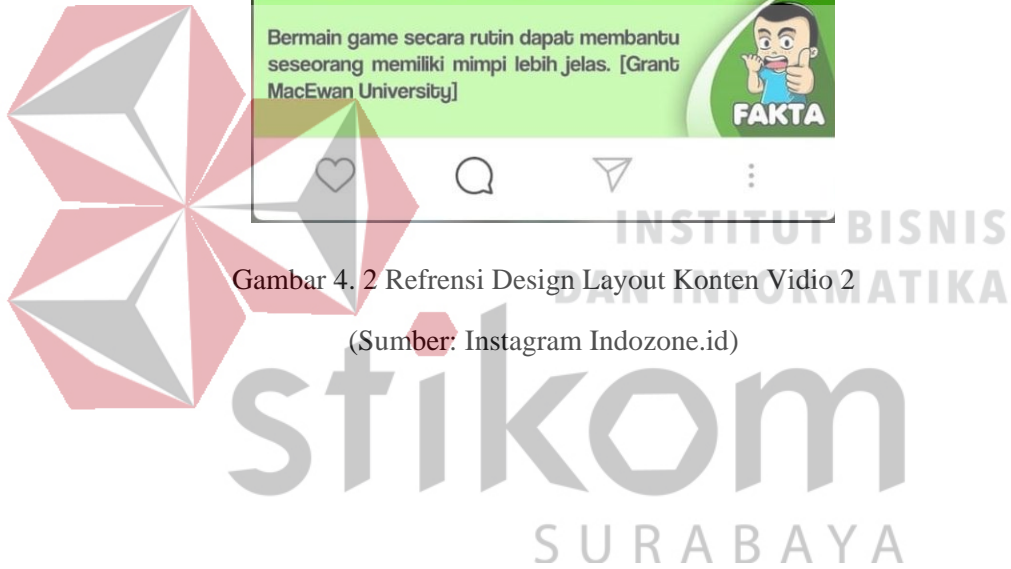 Bermain game secara rutin dapat membantu
seseorang memiliki mimpi lebih jelas. [Grant
MacEwan University]
FAKTA
INSTITUT BISNIS
DAN INFORMATIKA
Gambar 4. 2 Refrensi Design Layout Konten Vidio 2
(Sumber: Instagram Indozone.id)
stikom
SURABAYA